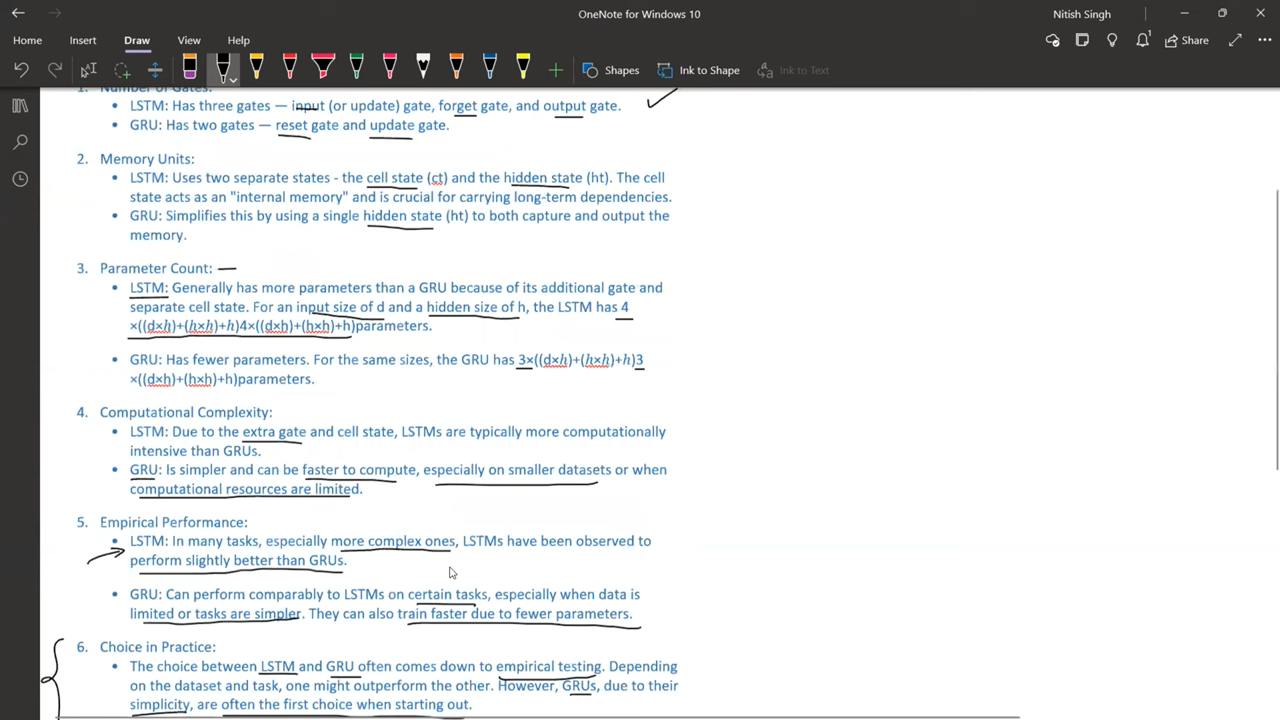 OneNote for Windows 10
Nitish Singh
Home Insert Draw View Help
Share
Shapes Ink to Shape Ink to Text
1. Number of Gates:
• LSTM: Has three gates — input (or update) gate, forget gate, and output gate.
• GRU: Has two gates — reset gate and update gate.
2. Memory Units:
• LSTM: Uses two separate states - the cell state (ct) and the hidden state (ht). The cell
state acts as an "internal memory" and is crucial for carrying long-term dependencies.
• GRU: Simplifies this by using a single hidden state (ht) to both capture and output the
memory.
3. Parameter Count:
• LSTM: Generally has more parameters than a GRU because of its additional gate and
separate cell state. For an input size of d and a hidden size of h, the LSTM has 4
×((d×ℎ)+(ℎ×ℎ)+ℎ)4×((d×h)+(h×h)+h)parameters.
• GRU: Has fewer parameters. For the same sizes, the GRU has 3×((d×ℎ)+(ℎ×ℎ)+ℎ)3
×((d×h)+(h×h)+h)parameters.
4. Computational Complexity:
• LSTM: Due to the extra gate and cell state, LSTMs are typically more computationally
intensive than GRUs.
• GRU: Is simpler and can be faster to compute, especially on smaller datasets or when
computational resources are limited.
5. Empirical Performance:
• LSTM: In many tasks, especially more complex ones, LSTMs have been observed to
perform slightly better than GRUs.
• GRU: Can perform comparably to LSTMs on certain tasks, especially when data is
limited or tasks are simpler. They can also train faster due to fewer parameters.
6. Choice in Practice:
• The choice between LSTM and GRU often comes down to empirical testing. Depending
on the dataset and task, one might outperform the other. However, GRUs, due to their
simplicity, are often the first choice when starting out.